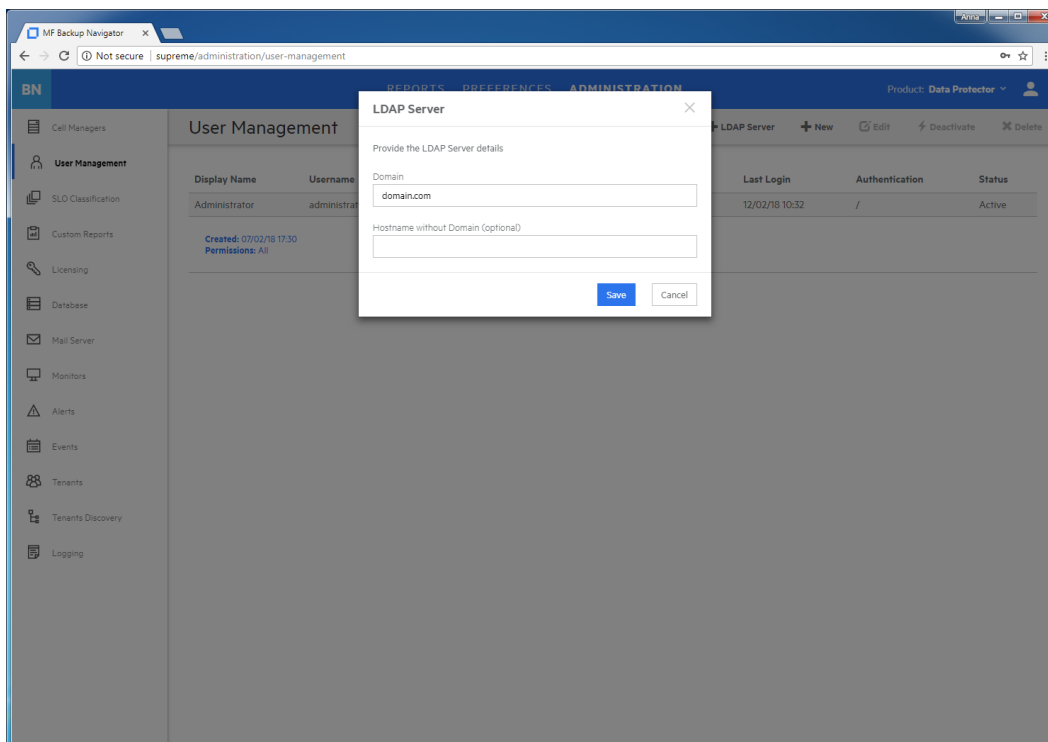 Anna
MF Backup Navigator
Not secure | supreme/administration/user-management
BN
REPORTS PREFERENCES ADMINISTRATION
Product: Data Protector
Cell Managers
User Management
SLO Classification
Custom Reports
Licensing
Database
Mail Server
Monitors
Alerts
Events
Tenants
Tenants Discovery
Logging
User Management
LDAP Server + New Edit Deactivate Delete
Display Name Username Last Login Authentication Status
Administrator administrat 12/02/18 10:32 / Active
Created: 07/02/18 17:30
Permissions: All
LDAP Server
Provide the LDAP Server details
Domain
domain.com
Hostname without Domain (optional)
Save Cancel